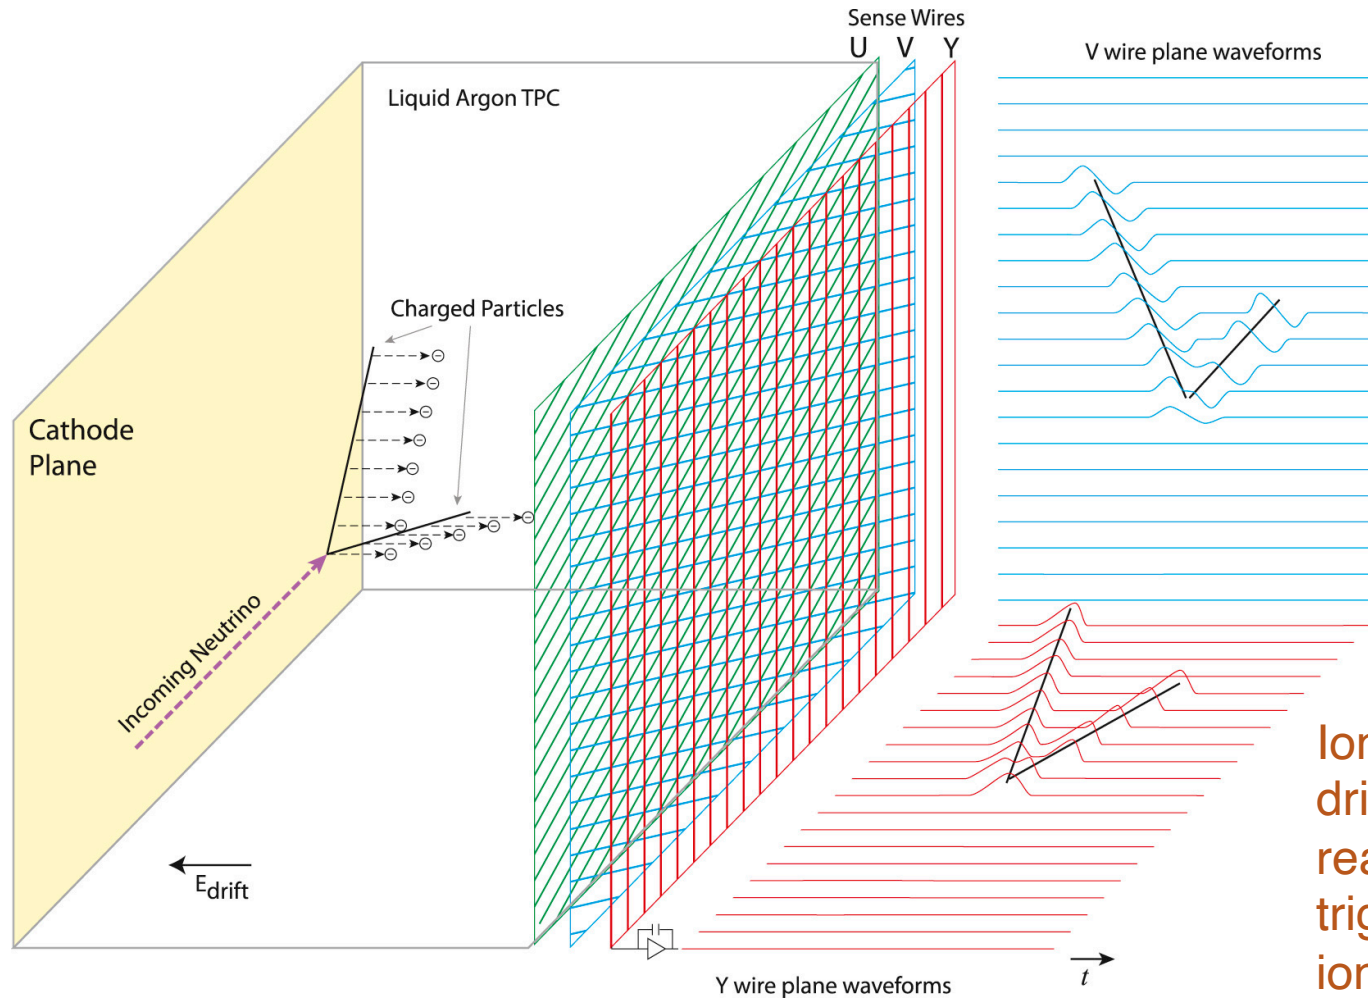 Sense Wires
U V Y
V wire plane waveforms
Liquid Argon TPC
Charged Particles
Cathode
Plane
Incoming Neutrino
Edrift
t
Y wire plane waveforms